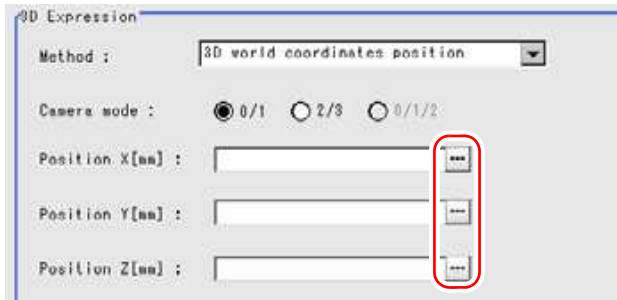 3D Expression
Method : 3D world coordinates position
Camera mode : 0/1 2/3 0/1/2
Position X[mm] : ...
Position Y[mm] : ...
Position Z[mm] : ...